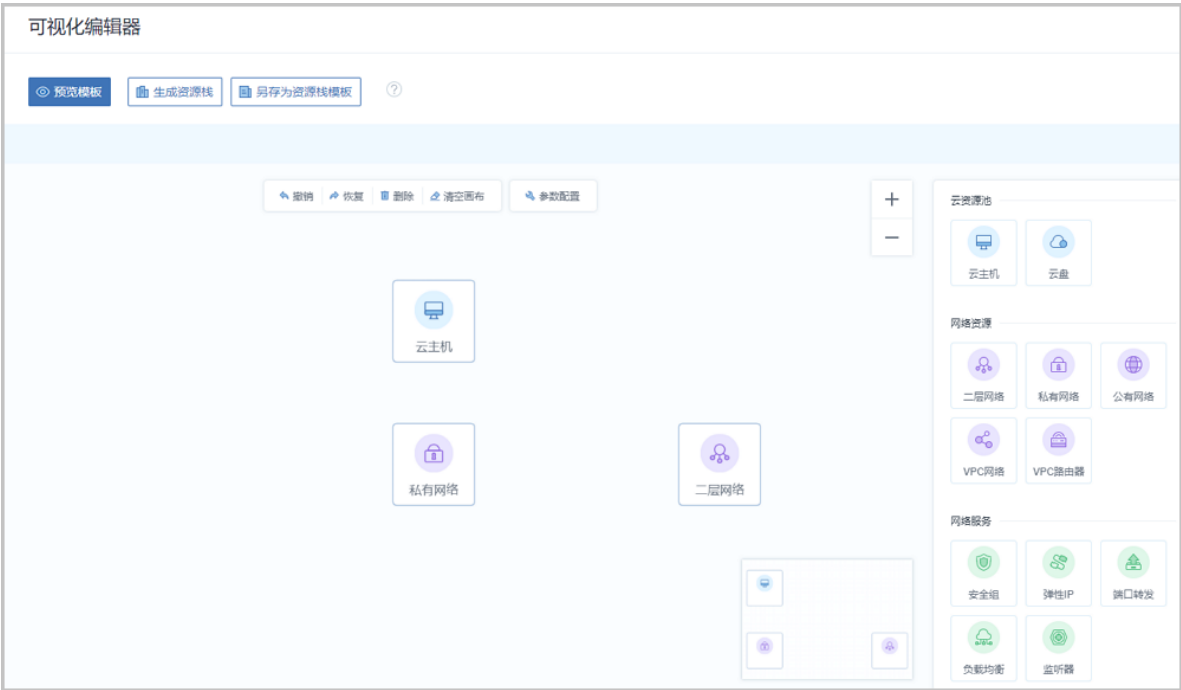 可视化编辑器
预览模板 生成资源栈 另存为资源栈模板 ?
撤销 恢复 删除 清空画布 参数配置
云资源池
云主机 云盘
云主机
网络资源
二层网络 私有网络 公有网络
私有网络 二层网络
VPC网络 VPC路由器
网络服务
安全组 弹性IP 端口转发
负载均衡 监听器